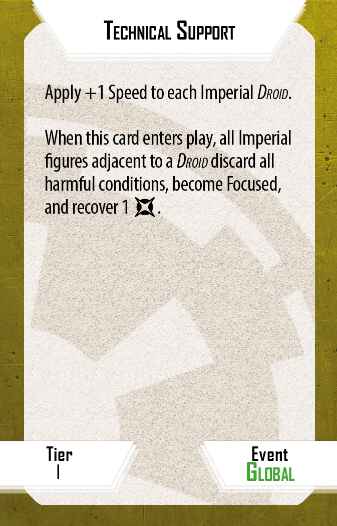 Technical Support
Apply +1 Speed to each Imperial Droid.
When this card enters play, all Imperial
figures adjacent to a Droid discard all
harmful conditions, become Focused,
and recover 1 .
Tier
I
Event
Global